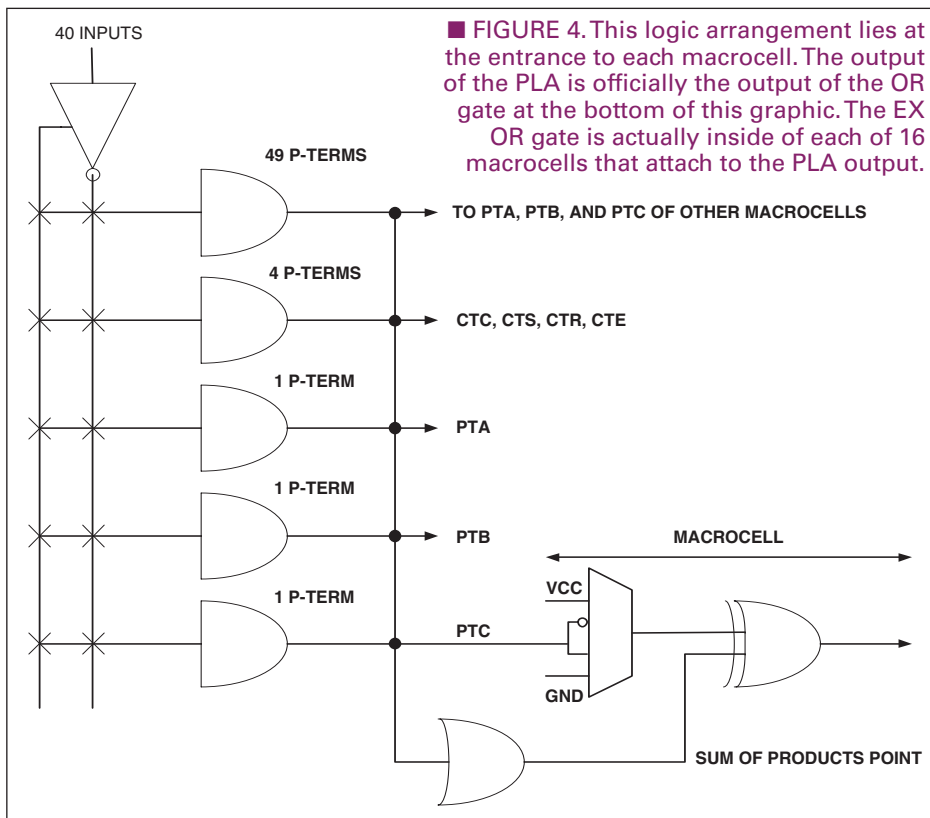 40 INPUTS
■ FIGURE 4. This logic arrangement lies at
the entrance to each macrocell. The output
of the PLA is officially the output of the OR
gate at the bottom of this graphic. The EX
OR gate is actually inside of each of 16
macrocells that attach to the PLA output.
49 P-TERMS
TO PTA, PTB, AND PTC OF OTHER MACROCELLS
4 P-TERMS
CTC, CTS, CTR, CTE
1 P-TERM
PTA
1 P-TERM
PTB
MACROCELL
1 P-TERM
VCC
PTC
GND
SUM OF PRODUCTS POINT